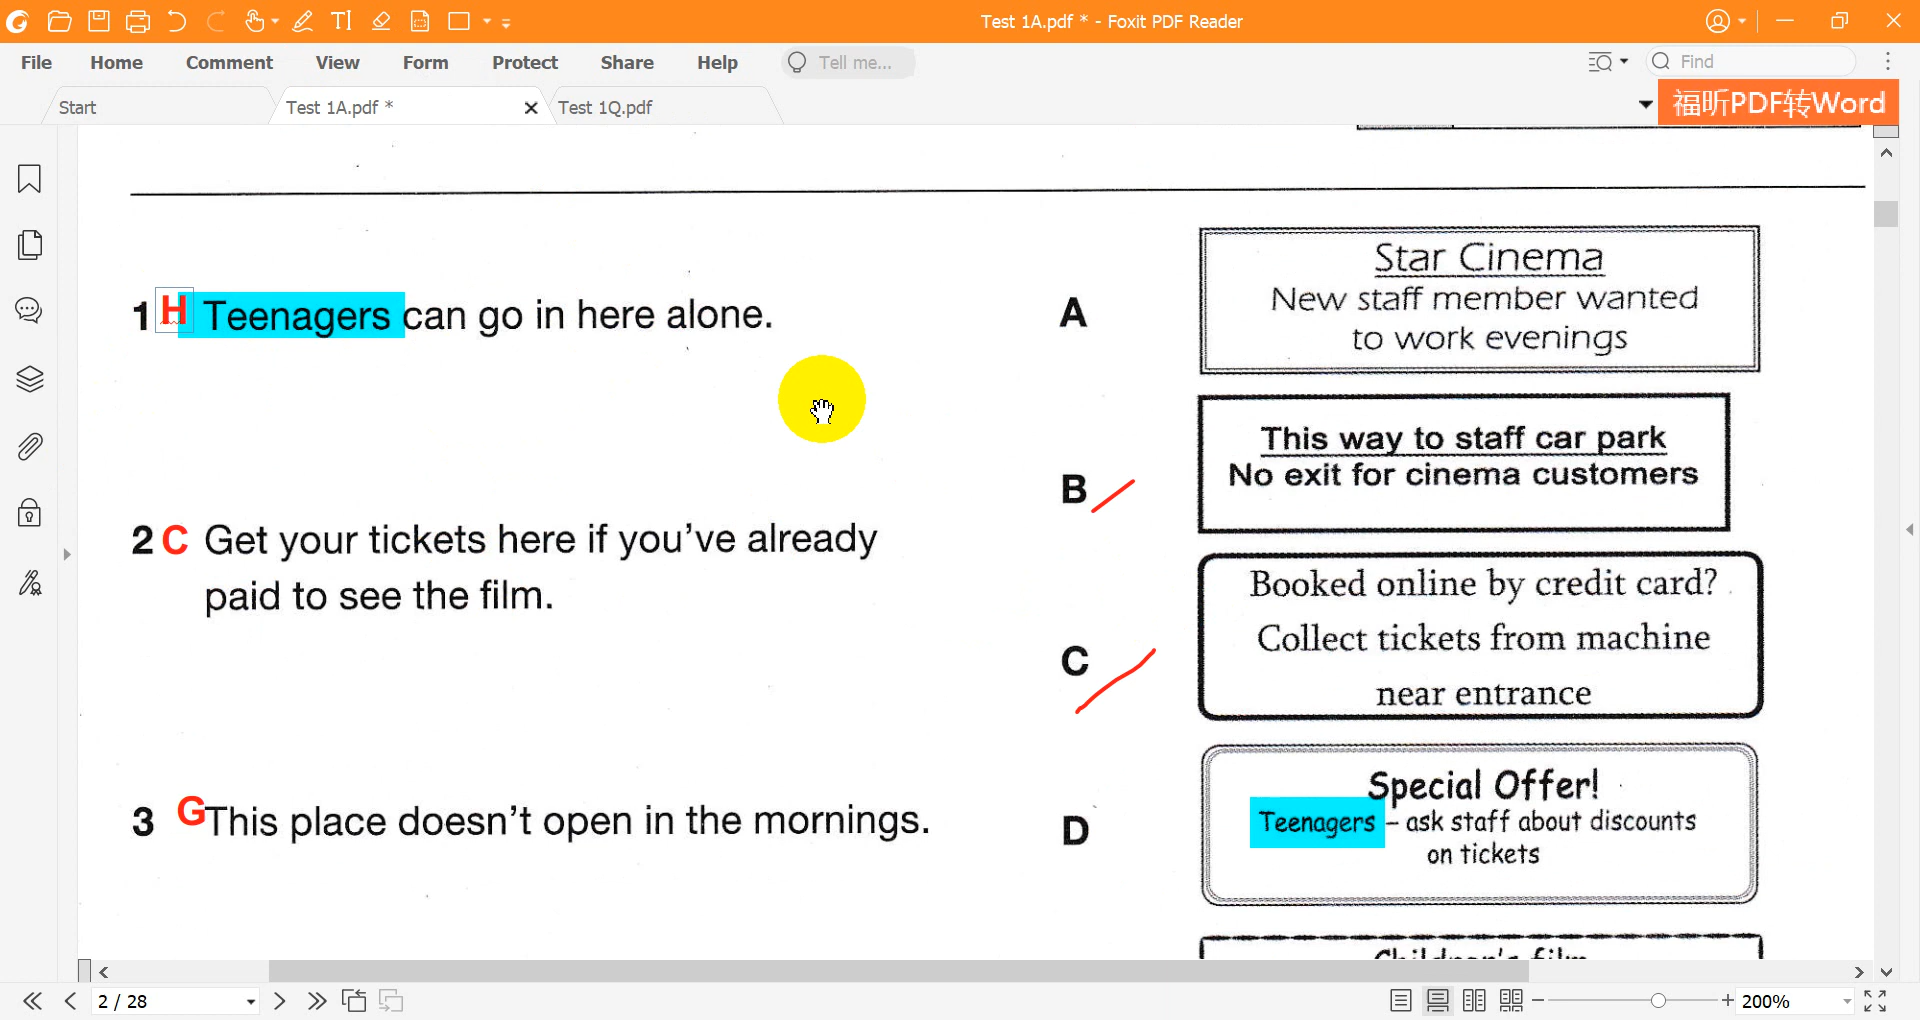 Test 1A.pdf * - Foxit PDF Reader
File Home Comment View Form Protect Share Help Tell me... Find
Start Test 1A.pdf * Test 1Q.pdf 福昕PDF转Word
1 H Teenagers can go in here alone.
2 C Get your tickets here if you've already
paid to see the film.
3 G This place doesn't open in the mornings.
A
Star Cinema
New staff member wanted
to work evenings
B
This way to staff car park
No exit for cinema customers
C
Booked online by credit card?
Collect tickets from machine
near entrance
D
Special Offer!
Teenagers – ask staff about discounts
on tickets
Children's film
2 / 28 200%